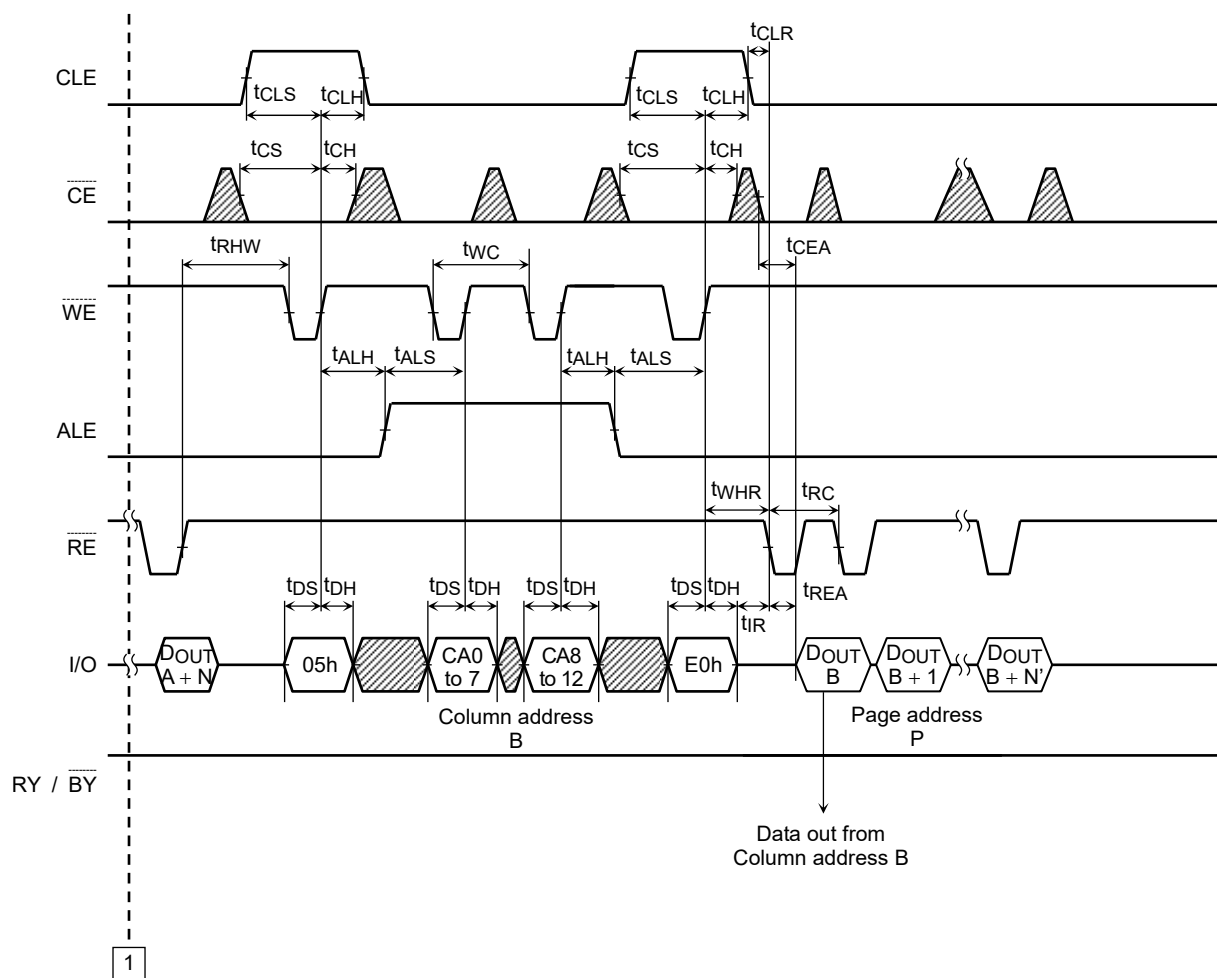 tCLR
CLE
tCLS tCLH tCLS tCLH
tCS tCH tCS tCH
CE
tCEA
tRHW tWC
WE
tALH tALS tALH tALS
ALE
tWHR tRC
RE
tDS tDH tDS tDH tDS tDH tDS tDH tREA
tIR
I/O
DOUT
A + N
05h
CA0
to 7
CA8
to 12
E0h
DOUT
B
DOUT
B + 1
DOUT
B + N’
Column address
B
Page address
P
RY / BY
Data out from
Column address B
1